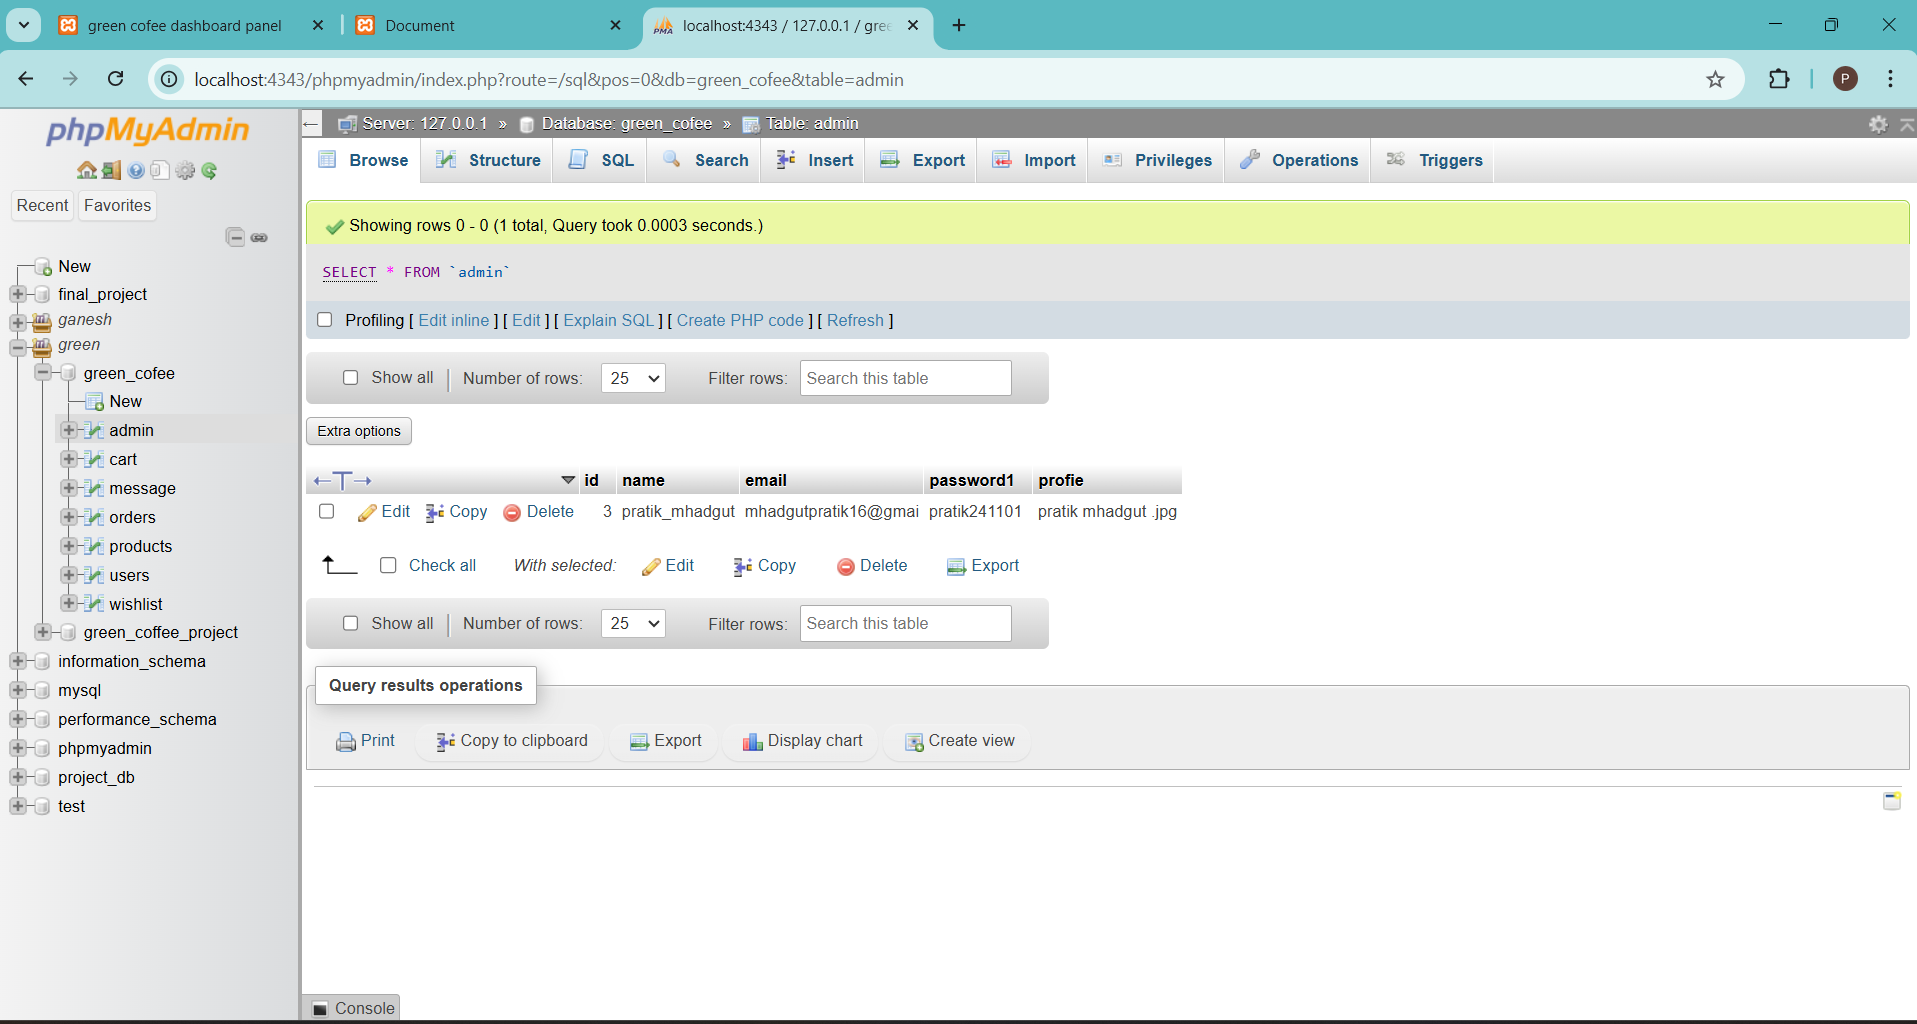 green cofee dashboard panel
Document
localhost:4343 / 127.0.0.1 / gree
localhost:4343/phpmyadmin/index.php?route=/sql&pos=0&db=green_cofee&table=admin
P
phpMyAdmin
Recent Favorites
New
final_project
ganesh
green
green_cofee
New
admin
cart
message
orders
products
users
wishlist
green_coffee_project
information_schema
mysql
performance_schema
phpmyadmin
project_db
test
Server: 127.0.0.1 » Database: green_cofee » Table: admin
Browse Structure SQL Search Insert Export Import Privileges Operations Triggers
Showing rows 0 - 0 (1 total, Query took 0.0003 seconds.)
SELECT * FROM `admin`
Profiling [ Edit inline ] [ Edit ] [ Explain SQL ] [ Create PHP code ] [ Refresh ]
Show all Number of rows: 25 Filter rows: Search this table
Extra options
←T→ id name email password1 profie
Edit Copy Delete 3 pratik_mhadgut mhadgutpratik16@gmai pratik241101 pratik mhadgut .jpg
Check all With selected: Edit Copy Delete Export
Show all Number of rows: 25 Filter rows: Search this table
Query results operations
Print Copy to clipboard Export Display chart Create view
Console